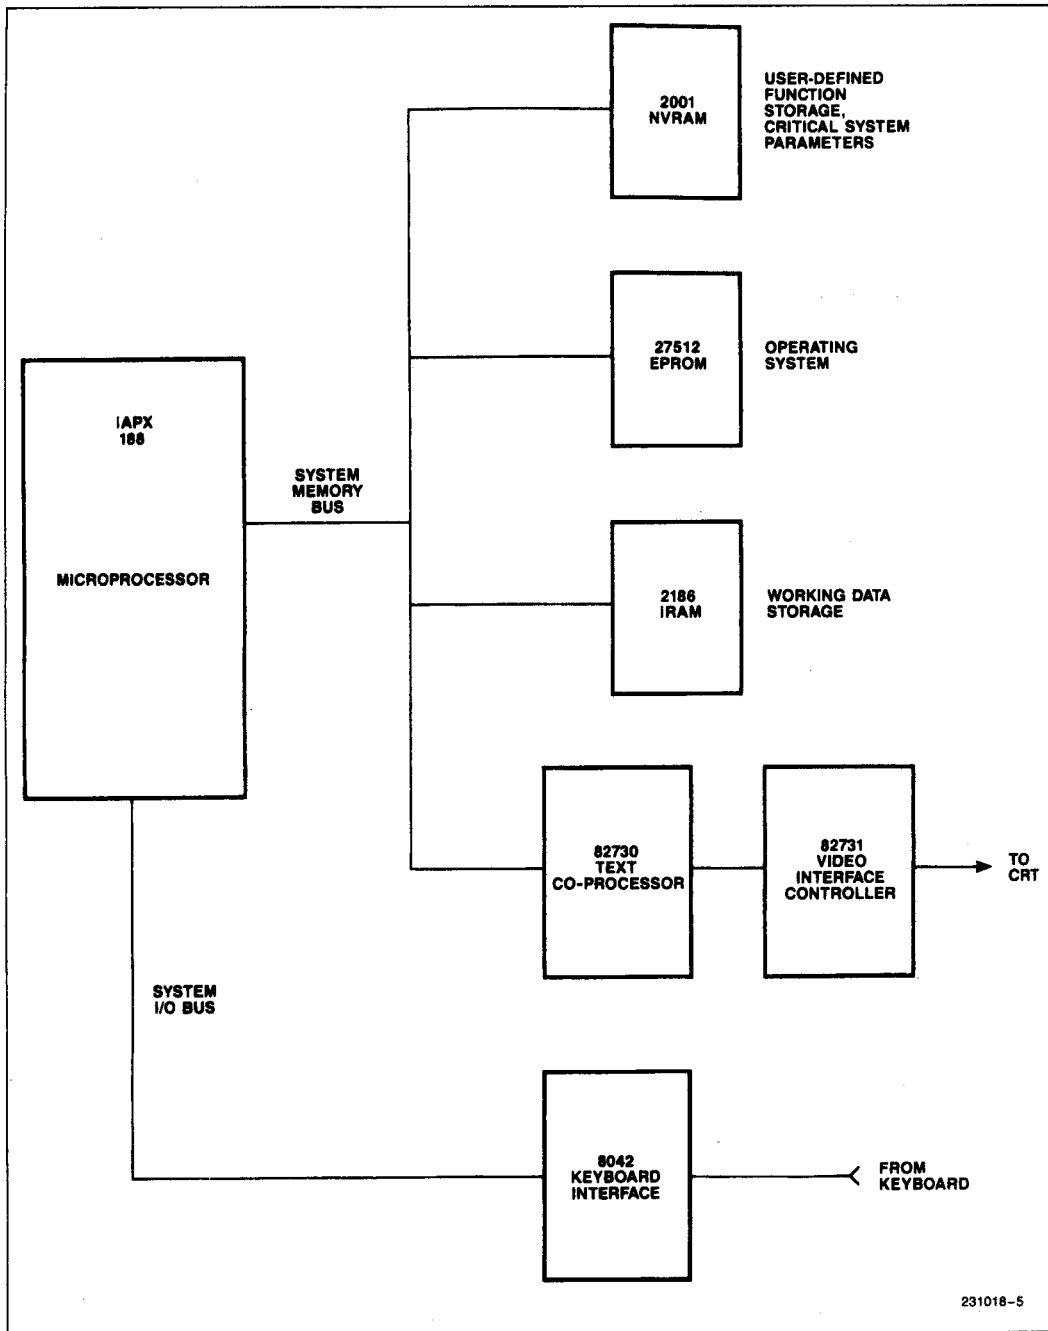 2001
NVRAM
USER-DEFINED
FUNCTION
STORAGE,
CRITICAL SYSTEM
PARAMETERS
27512
EPROM
OPERATING
SYSTEM
iAPX
188
MICROPROCESSOR
SYSTEM
MEMORY
BUS
2186
IRAM
WORKING DATA
STORAGE
82730
TEXT
CO-PROCESSOR
82731
VIDEO
INTERFACE
CONTROLLER
TO
CRT
SYSTEM
I/O BUS
8042
KEYBOARD
INTERFACE
FROM
KEYBOARD
231018-5